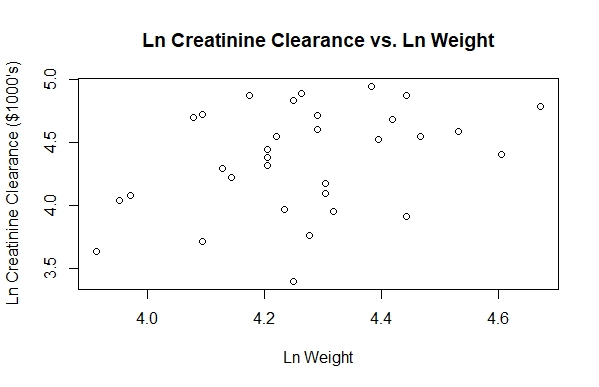 Ln Creatinine Clearance vs. Ln Weight
Ln Creatinine Clearance ($1000's)
5.0
4.5
4.0
3.5
4.0 4.2 4.4 4.6
Ln Weight